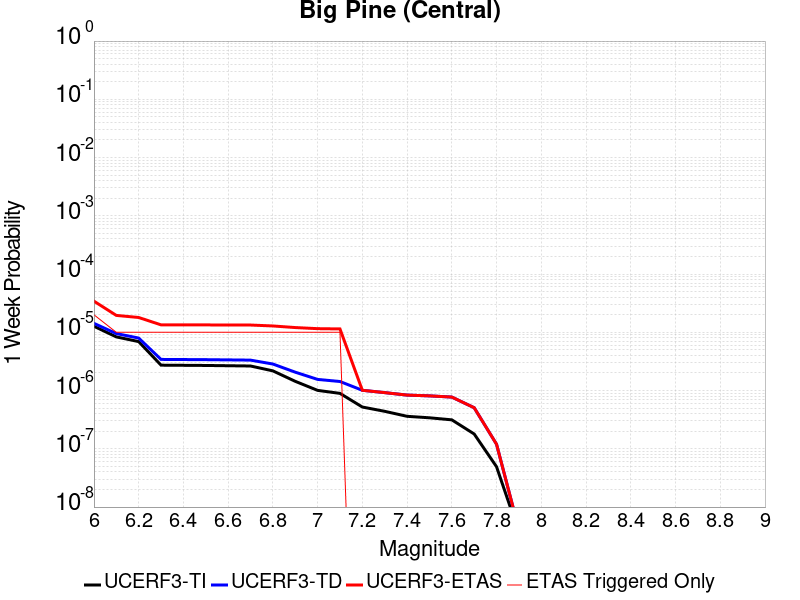 Big Pine (Central)
10^0
10^-1
10^-2
10^-3
10^-4
10^-5
10^-6
10^-7
10^-8
1 Week Probability
6 6.2 6.4 6.6 6.8 7 7.2 7.4 7.6 7.8 8 8.2 8.4 8.6 8.8 9
Magnitude
UCERF3-TI UCERF3-TD UCERF3-ETAS ETAS Triggered Only